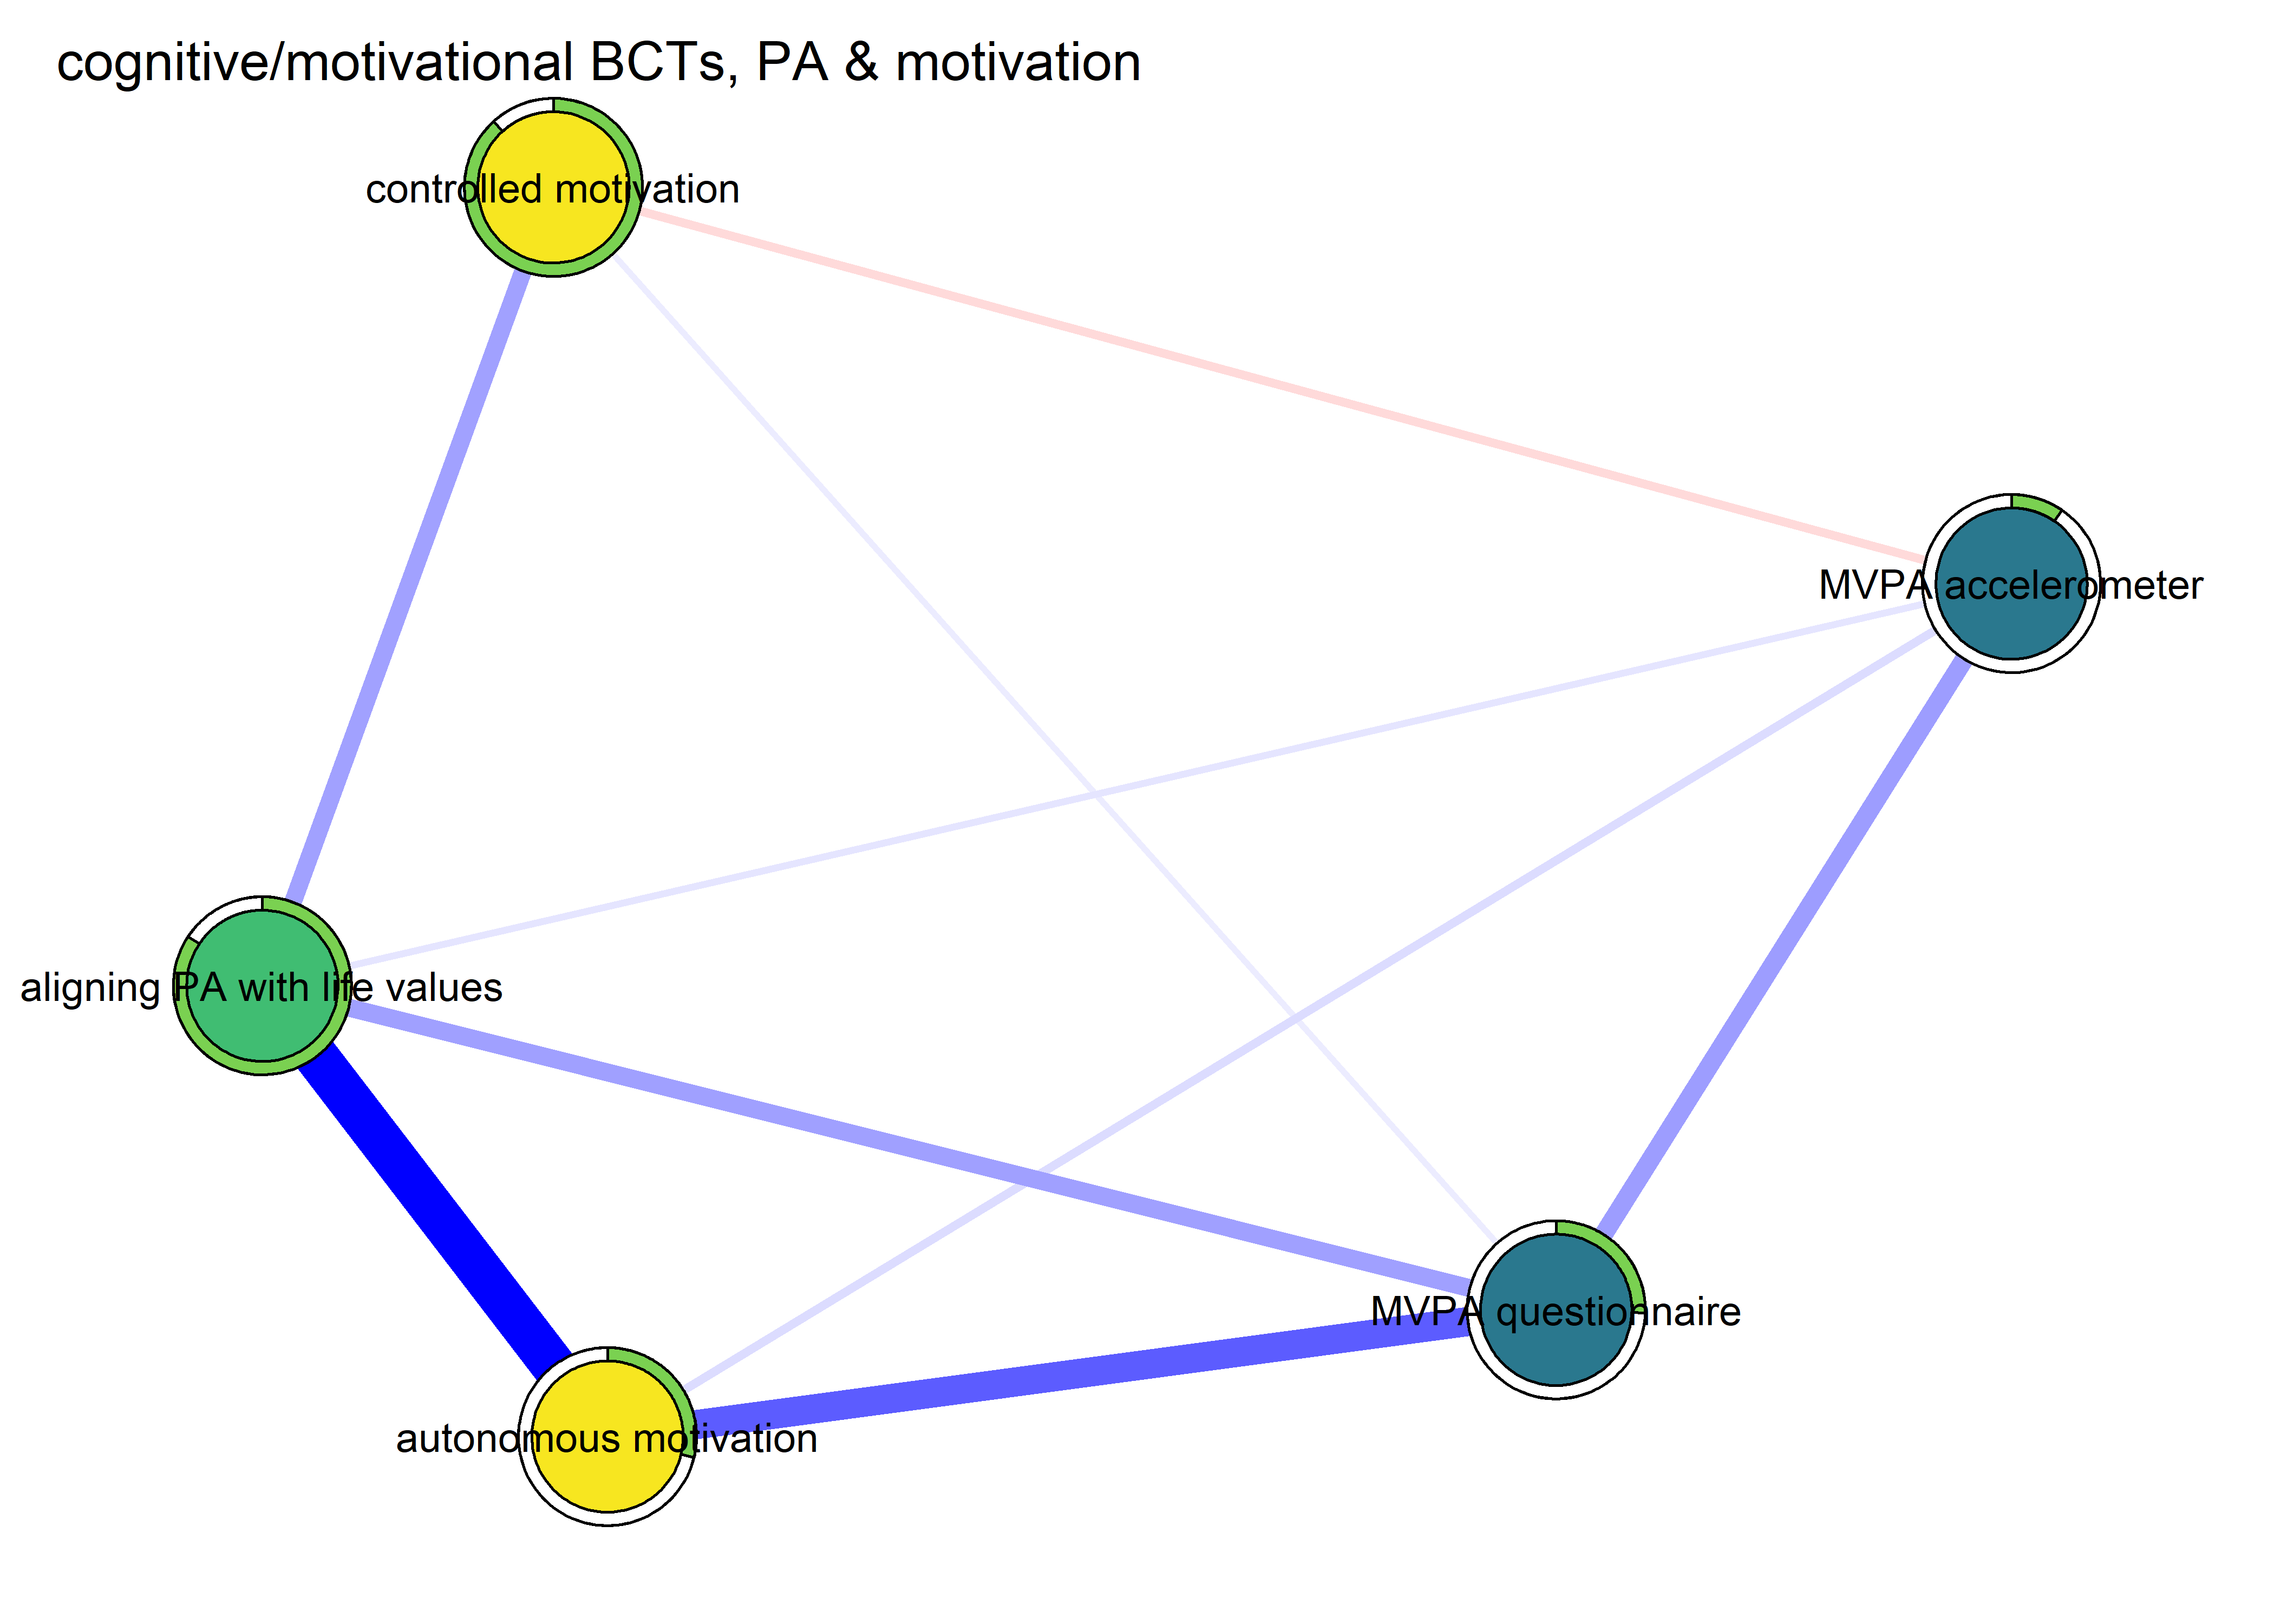 cognitive/motivational BCTs, PA & motivation
controlled motivation
MVPA accelerometer
aligning PA with life values
MVPA questionnaire
autonomous motivation